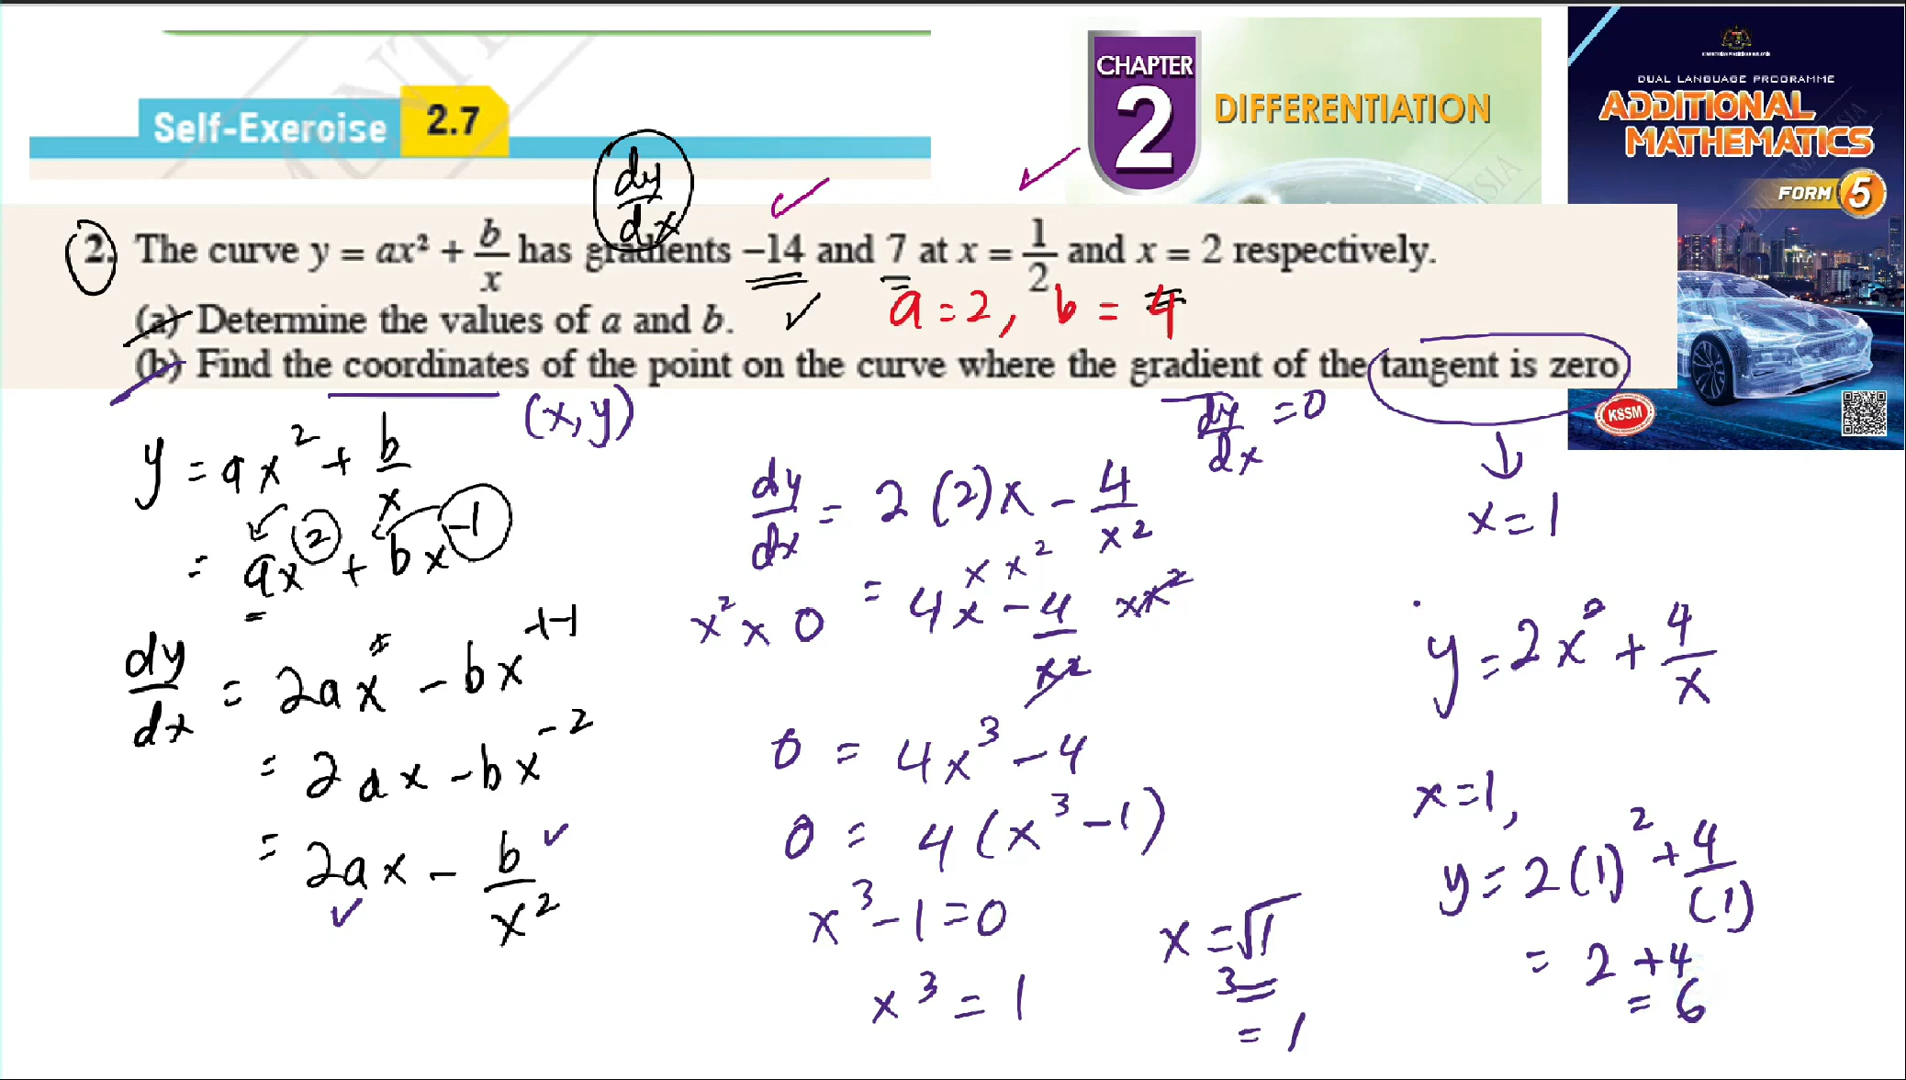 CHAPTER
2
DIFFERENTIATION
DUAL LANGUAGE PROGRAMME
ADDITIONAL
MATHEMATICS
FORM 5
KSSM
Self-Exercise 2.7
dy/dx
2. The curve y = ax² + b/x has gradients −14 and 7 at x = 1/2 and x = 2 respectively.
(a) Determine the values of a and b.
a = 2, b = 4
(b) Find the coordinates of the point on the curve where the gradient of the tangent is zero
(x, y)
dy/dx = 0
x = 1
y = ax² + b/x
= ax² + bx⁻¹
dy/dx = 2ax - bx⁻¹⁻¹
= 2ax - bx⁻²
= 2ax - b/x²
dy/dx = 2(2)x - 4/x²
x² x 0 = 4x - 4/x²
x x²
x x²
0 = 4x³ - 4
0 = 4(x³ - 1)
x³ - 1 = 0
x³ = 1
x = √1
3
= 1
y = 2x² + 4/x
x = 1,
y = 2(1)² + 4/(1)
= 2 + 4
= 6